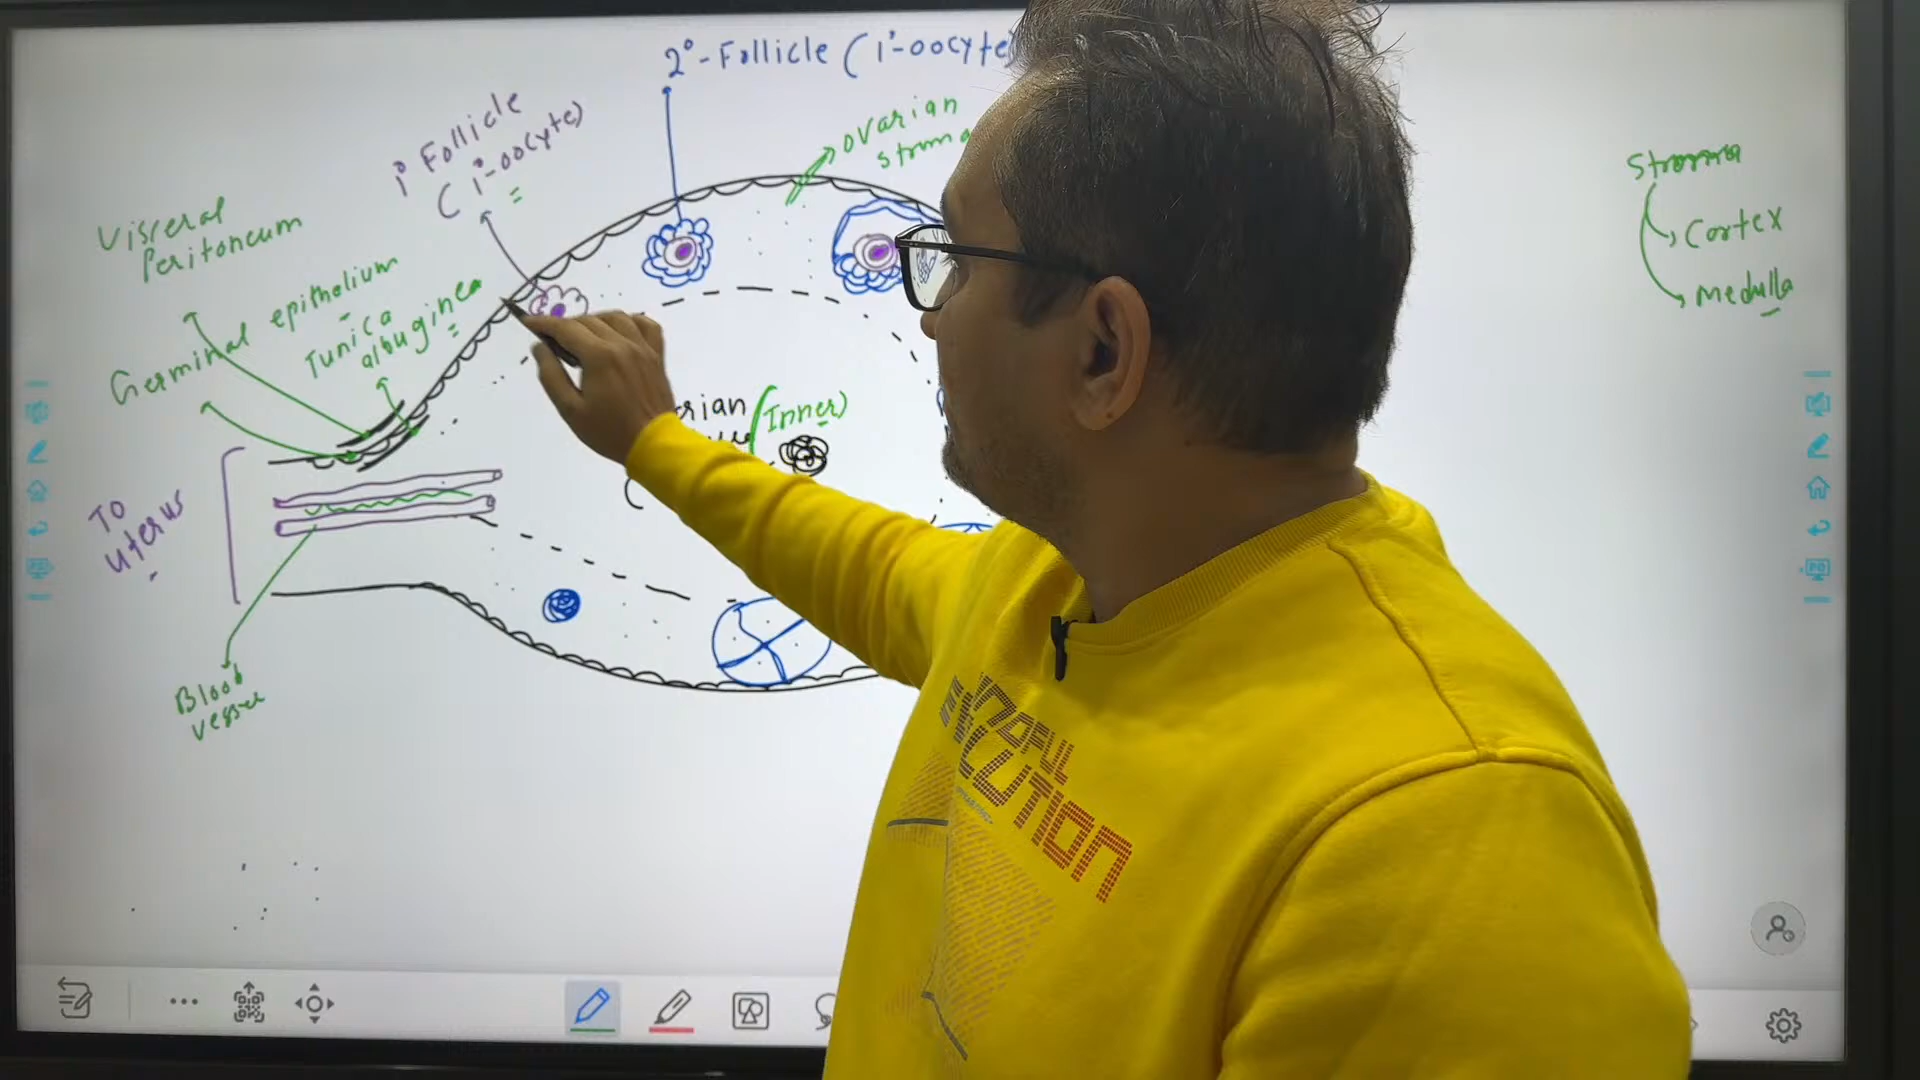 2°-Follicle (1°-oocyte)
1° Follicle
(1°-oocyte)
ovarian
Stroma
Visceral
Peritoneum
Germinal epithelium
Tunica
albuginea
(Inner)
To
uterus
Blood
vessel
Stroma
Cortex
Medulla